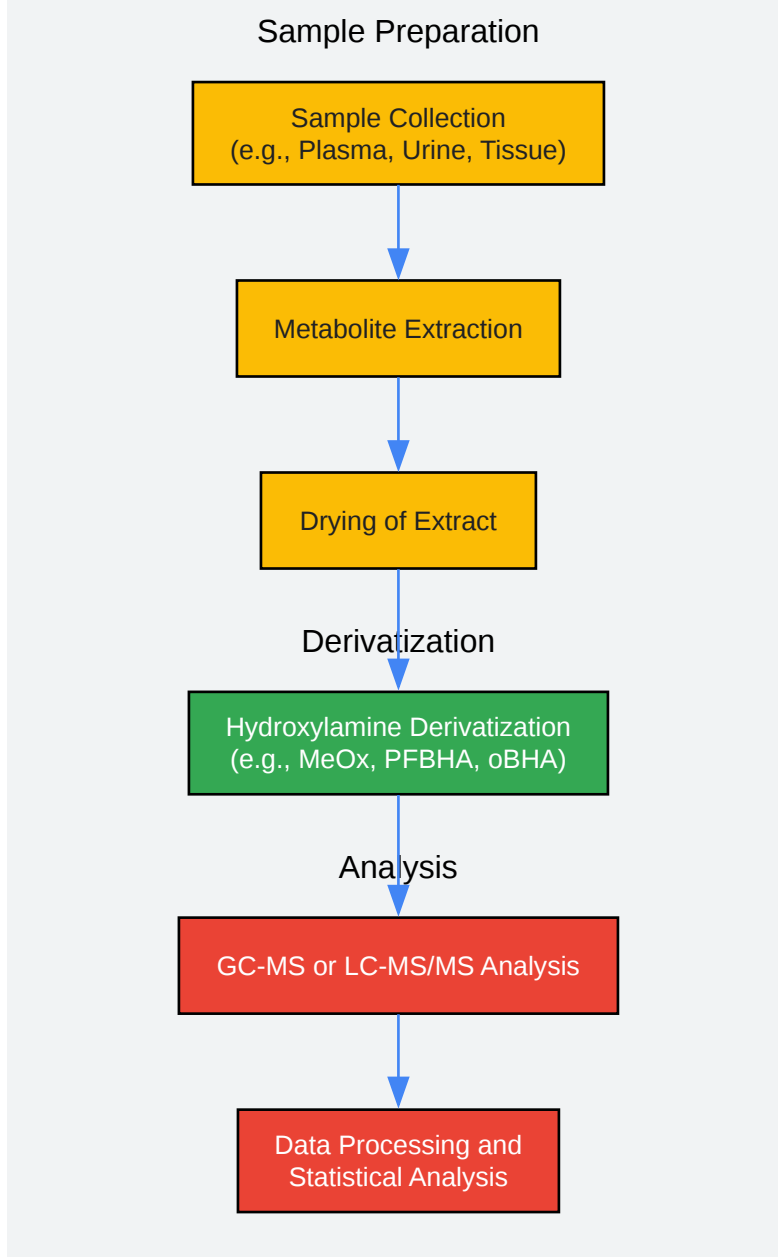 Sample Preparation
Sample Collection
(e.g., Plasma, Urine, Tissue)
Metabolite Extraction
Drying of Extract
Derivatization
Hydroxylamine Derivatization
(e.g., MeOx, PFBHA, oBHA)
Analysis
GC-MS or LC-MS/MS Analysis
Data Processing and
Statistical Analysis